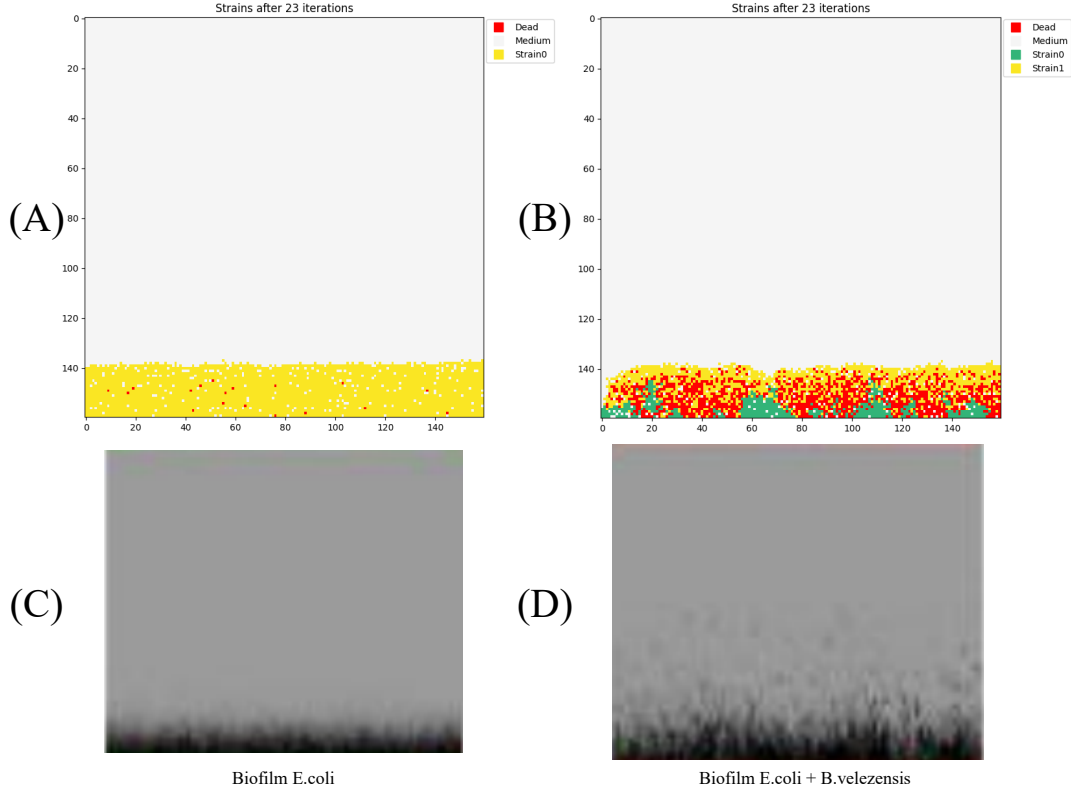 Strains after 23 iterations
Dead
Medium
Strain0
0
20
40
60
80
100
120
140
0 20 40 60 80 100 120 140
(A)
Strains after 23 iterations
Dead
Medium
Strain0
Strain1
0
20
40
60
80
100
120
140
0 20 40 60 80 100 120 140
(B)
(C)
Biofilm E.coli
(D)
Biofilm E.coli + B.velezensis